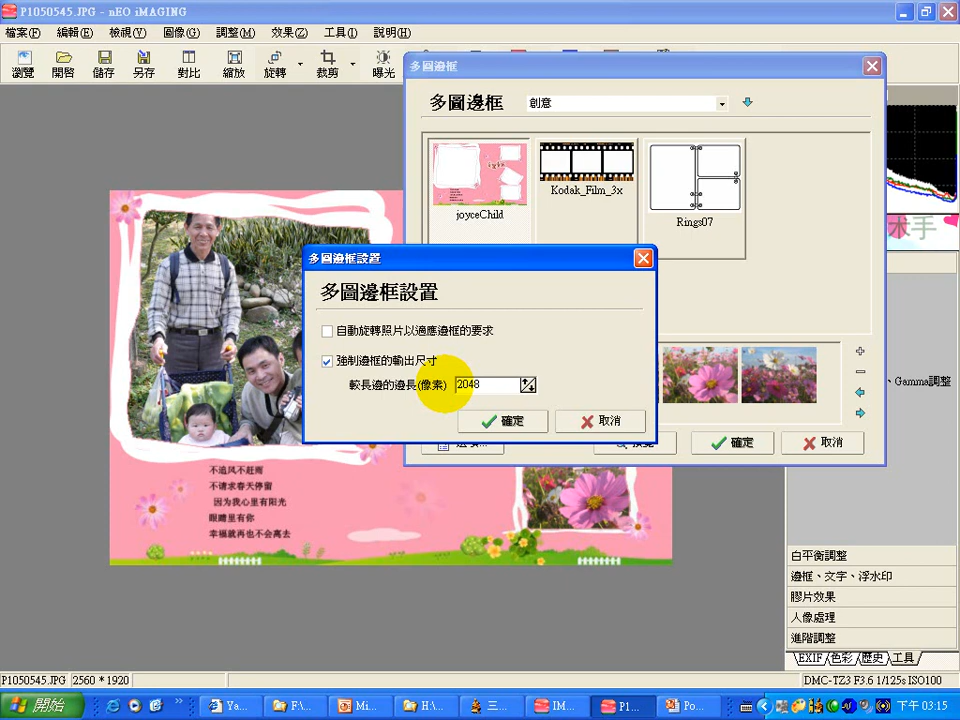 P1050545.JPG - nEO iMAGING
檔案(F) 編輯(E) 檢視(V) 圖像(G) 調整(M) 效果(Z) 工具(I) 說明(H)
瀏覽 開啓 儲存 另存 對比 縮放 旋轉 裁剪 曝光
多圖邊框
多圖邊框 創意
joyceChild
Kodak_Film_3x
Rings07
术手
多圖邊框設置
多圖邊框設置
自動旋轉照片以適應邊框的要求
強制邊框的輸出尺寸
較長邊的邊長(像素) 2048
確定 取消
、Gamma調整
確定 取消
不追风不赶雨
不请求春天停留
因为我心里有阳光
眼睛里有你
幸福就再也不会离去
白平衡調整
邊框、文字、浮水印
膠片效果
人像處理
進階調整
EXIF 色彩 歷史 工具
P1050545.JPG 2560 * 1920 DMC-TZ3 F3.6 1/125s ISO100
開始 » Ya... F:\... Mi... H:\... 三... IM... P1... Po... 下午 03:15